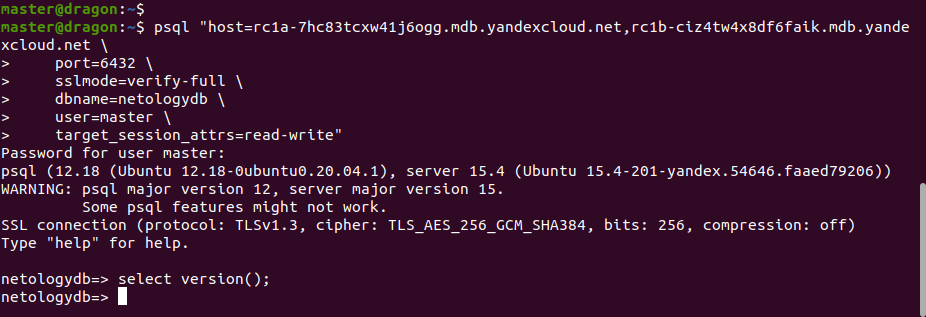 master@dragon:~$
master@dragon:~$ psql "host=rc1a-7hc83tcxw41j6ogg.mdb.yandexcloud.net,rc1b-ciz4tw4x8df6faik.mdb.yande
xcloud.net \
>     port=6432 \
>     sslmode=verify-full \
>     dbname=netologydb \
>     user=master \
>     target_session_attrs=read-write"
Password for user master:
psql (12.18 (Ubuntu 12.18-0ubuntu0.20.04.1), server 15.4 (Ubuntu 15.4-201-yandex.54646.faaed79206))
WARNING: psql major version 12, server major version 15.
         Some psql features might not work.
SSL connection (protocol: TLSv1.3, cipher: TLS_AES_256_GCM_SHA384, bits: 256, compression: off)
Type "help" for help.

netologydb=> select version();
netologydb=>